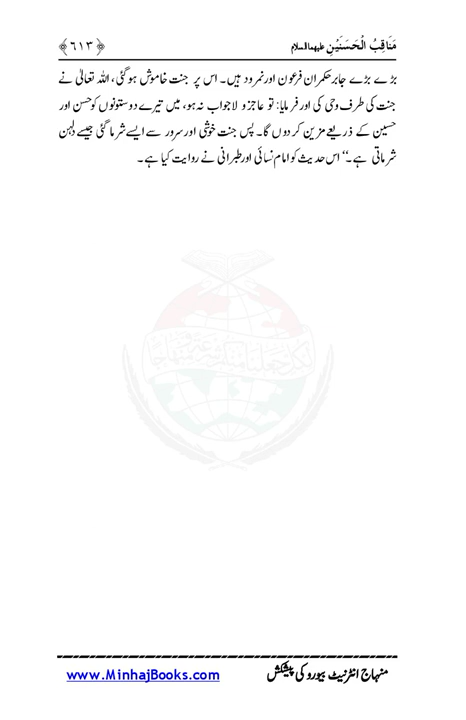 مَنَاقِبُ الْحَسَنَيْنِ علیہما السلام ﴿٦١٣﴾
بڑے بڑے جابر حکمران فرعون اور نمرود ہیں۔ اس پر جنت خاموش ہوگئی، اللہ تعالیٰ نے
جنت کی طرف وحی کی اور فرمایا: تو عاجز و لاجواب نہ ہو، میں تیرے دو ستونوں کو حسن اور
حسین کے ذریعے مزین کر دوں گا۔ پس جنت خوشی اور سرور سے ایسے شرما گئی جیسے دلہن
شرماتی ہے۔‘‘ اس حدیث کو امام نسائی اور طبرانی نے روایت کیا ہے۔
لِكُلٍّ جَعَلْنَا مِنْكُمْ شِرْعَةً وَمِنْهَاجًا
منہاج انٹرنیٹ بیورو کی پیشکش www.MinhajBooks.com